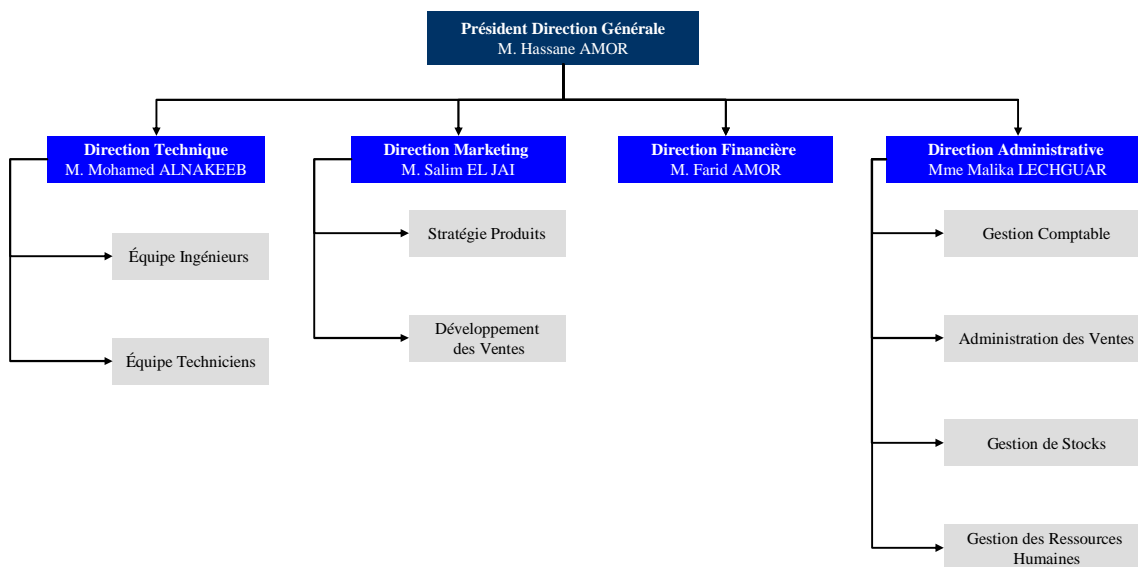 Président Direction Générale
M. Hassane AMOR
Direction Technique
M. Mohamed ALNAKEEB
Direction Marketing
M. Salim EL JAI
Direction Financière
M. Farid AMOR
Direction Administrative
Mme Malika LECHGUAR
Équipe Ingénieurs
Équipe Techniciens
Stratégie Produits
Développement
des Ventes
Gestion Comptable
Administration des Ventes
Gestion de Stocks
Gestion des Ressources
Humaines